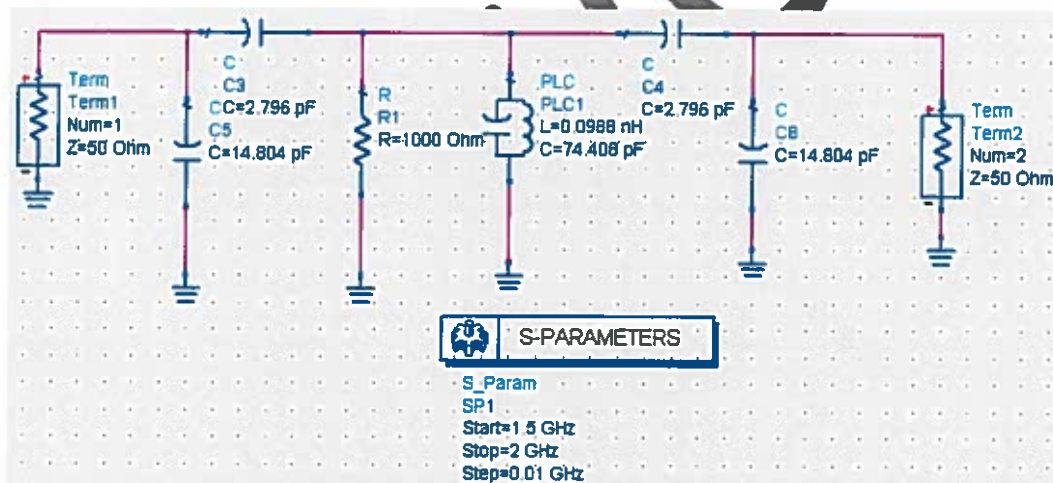 Term
Term1
Num=1
Z=50 Ohm
C
C3
C=2.796 pF
C
C5
C=14.804 pF
R
R1
R=1000 Ohm
PLC
PLC1
L=0.0988 nH
C=74.408 pF
C
C4
C=2.796 pF
C
C8
C=14.804 pF
Term
Term2
Num=2
Z=50 Ohm
S-PARAMETERS
S_Param
SP1
Start=1.5 GHz
Stop=2 GHz
Step=0.01 GHz